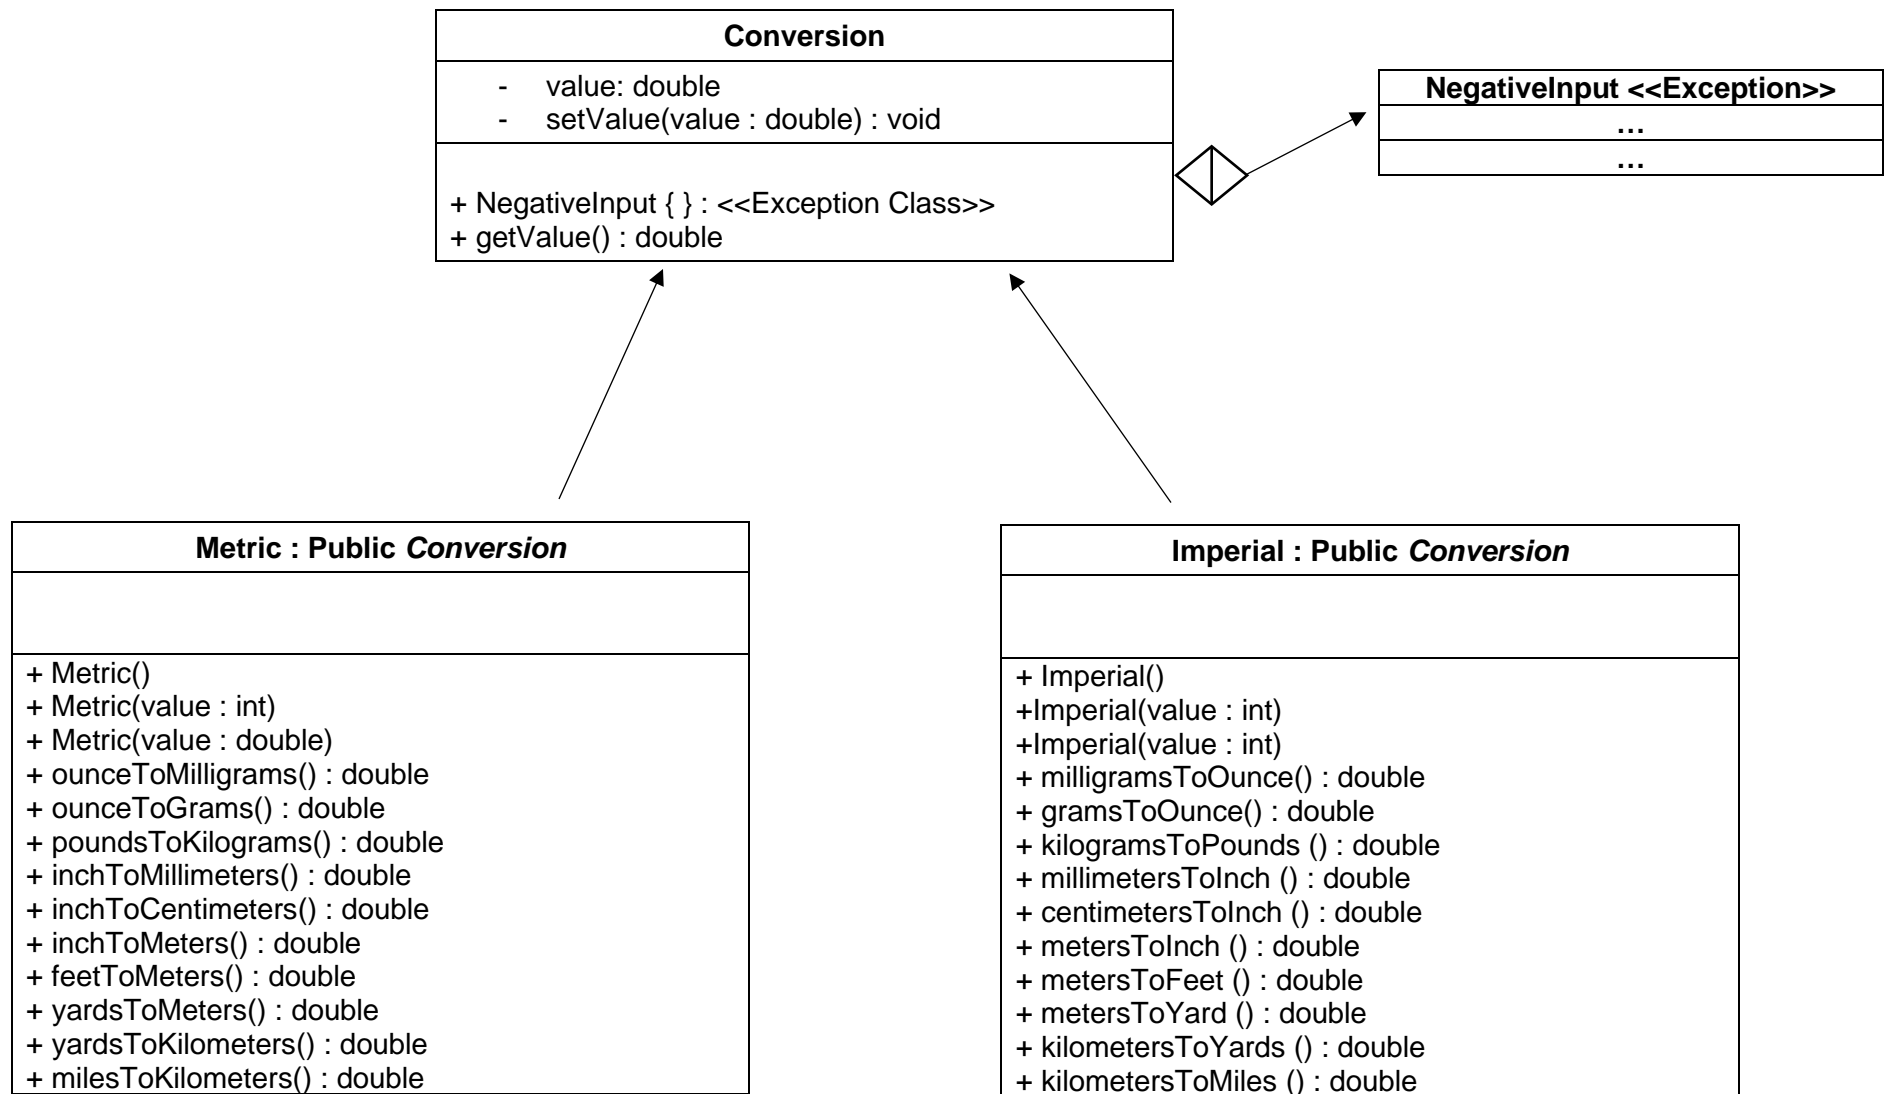 Conversion
- value: double
- setValue(value : double) : void
+ NegativeInput { } : <<Exception Class>>
+ getValue() : double
NegativeInput <<Exception>>
…
…
Metric : Public Conversion
+ Metric()
+ Metric(value : int)
+ Metric(value : double)
+ ounceToMilligrams() : double
+ ounceToGrams() : double
+ poundsToKilograms() : double
+ inchToMillimeters() : double
+ inchToCentimeters() : double
+ inchToMeters() : double
+ feetToMeters() : double
+ yardsToMeters() : double
+ yardsToKilometers() : double
+ milesToKilometers() : double
Imperial : Public Conversion
+ Imperial()
+Imperial(value : int)
+Imperial(value : int)
+ milligramsToOunce() : double
+ gramsToOunce() : double
+ kilogramsToPounds () : double
+ millimetersToInch () : double
+ centimetersToInch () : double
+ metersToInch () : double
+ metersToFeet () : double
+ metersToYard () : double
+ kilometersToYards () : double
+ kilometersToMiles () : double